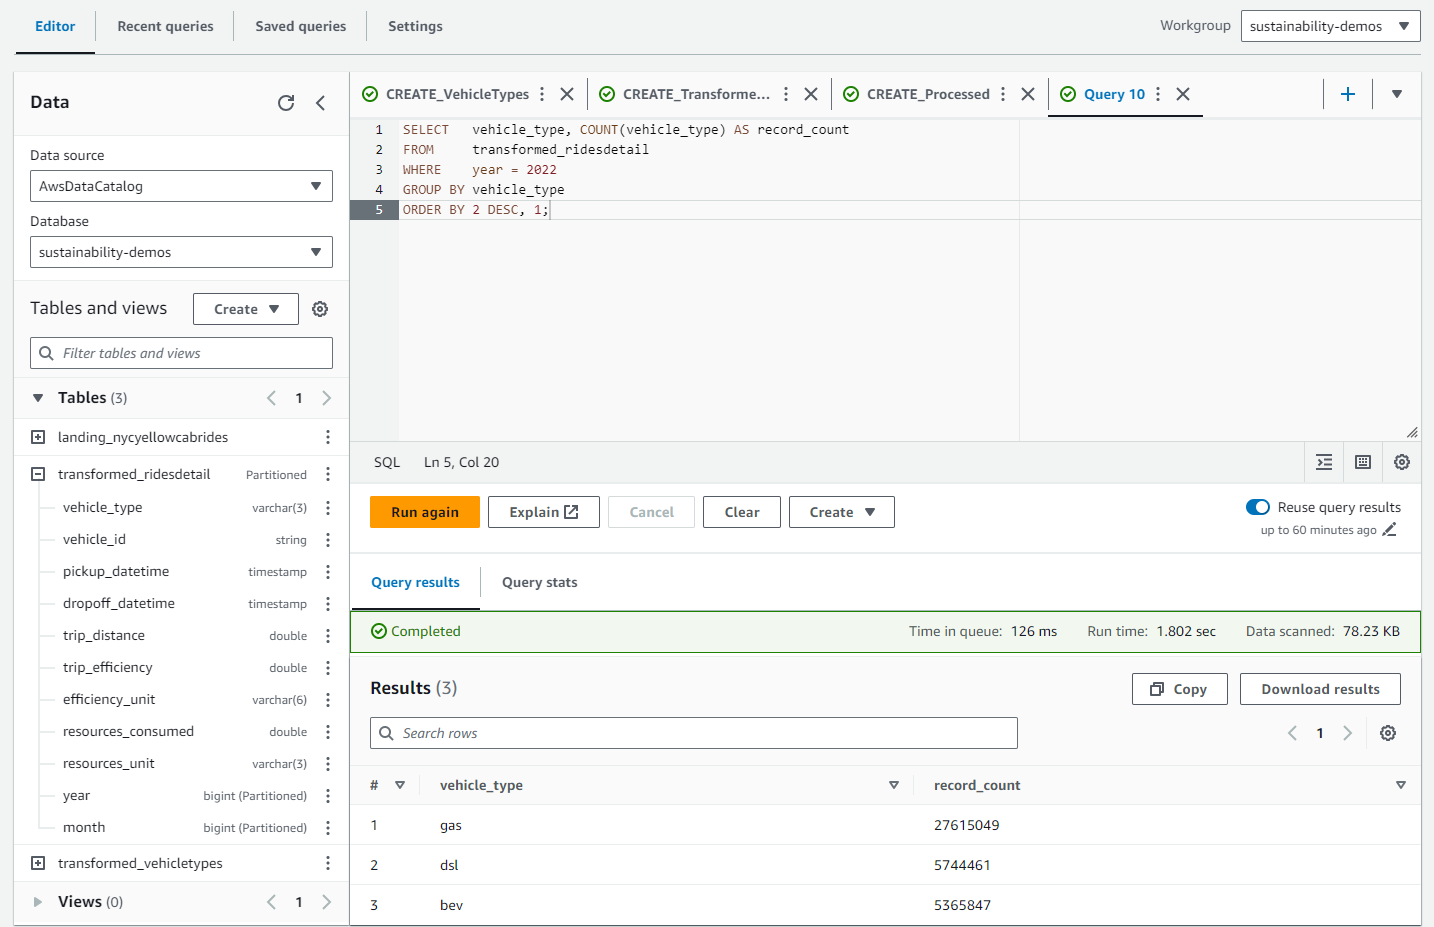 Editor Recent queries Saved queries Settings Workgroup sustainability-demos
Data
Data source
AwsDataCatalog
Database
sustainability-demos
Tables and views Create
Filter tables and views
Tables (3) 1
landing_nycyellowcabrides
transformed_ridesdetail Partitioned
vehicle_type varchar(3)
vehicle_id string
pickup_datetime timestamp
dropoff_datetime timestamp
trip_distance double
trip_efficiency double
efficiency_unit varchar(6)
resources_consumed double
resources_unit varchar(3)
year bigint (Partitioned)
month bigint (Partitioned)
transformed_vehicletypes
Views (0) 1
CREATE_VehicleTypes CREATE_Transforme... CREATE_Processed Query 10
1 SELECT vehicle_type, COUNT(vehicle_type) AS record_count
2 FROM transformed_ridesdetail
3 WHERE year = 2022
4 GROUP BY vehicle_type
5 ORDER BY 2 DESC, 1;
SQL Ln 5, Col 20
Run again Explain Cancel Clear Create Reuse query results
up to 60 minutes ago
Query results Query stats
Completed Time in queue: 126 ms Run time: 1.802 sec Data scanned: 78.23 KB
Results (3) Copy Download results
Search rows 1
# vehicle_type record_count
1 gas 27615049
2 dsl 5744461
3 bev 5365847